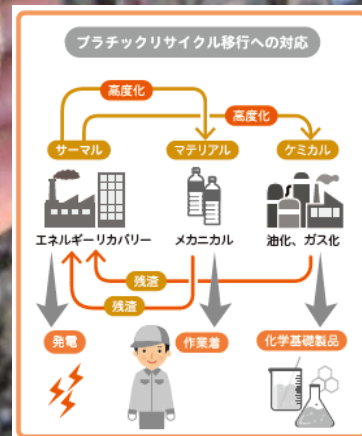 プラチックリサイクル移行への対応
高度化
高度化
サーマル
マテリアル
ケミカル
エネルギーリカバリー
メカニカル
油化、ガス化
残渣
残渣
発電
作業着
化学基礎製品